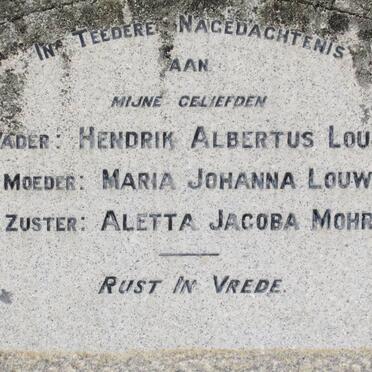 IN TEEDERE NAGEDACHTENIS
AAN
MIJNE GELIEFDEN
VADER: HENDRIK ALBERTUS LOU
MOEDER: MARIA JOHANNA LOUW
ZUSTER: ALETTA JACOBA MOHR
RUST IN VREDE.